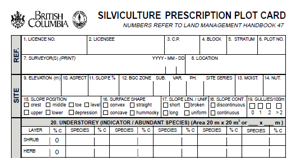 BRITISH COLUMBIA
SILVICULTURE PRESCRIPTION PLOT CARD
NUMBERS REFER TO LAND MANAGEMENT HANDBOOK 47
REF.
1. LICENCE NO. 2. LICENSEE 3. C.P. 4. BLOCK 5. STRATUM 6. PLOT NO.
7. SURVEYOR(S) (PRINT) YYYY - MM - DD 8. LOCATION
SITE
9. ELEVATION (m) 10. ASPECT 11. SLOPE % 12. BGC ZONE SUB. VAR. PH. SITE SERIES 13. MOIST. 14. NUT.
15. SLOPE POSITION 16. SURFACE SHAPE 17. SLOPE LEN. / UNIF. 18. SLOPE CONT. 19. GULLIES/100m
crest middle toe level convex straight short uniform continuous
upper lower depression concave hummocky long broken discontinuous 0 1 2 >2
20. UNDERSTOREY (INDICATOR / ABUNDANT SPECIES) (Area 20 m x 20 m² or ___ x ___ m)
LAYER % C SPECIES % C SPECIES % C SPECIES % C SPECIES % C
SHRUB ()
HERB ()